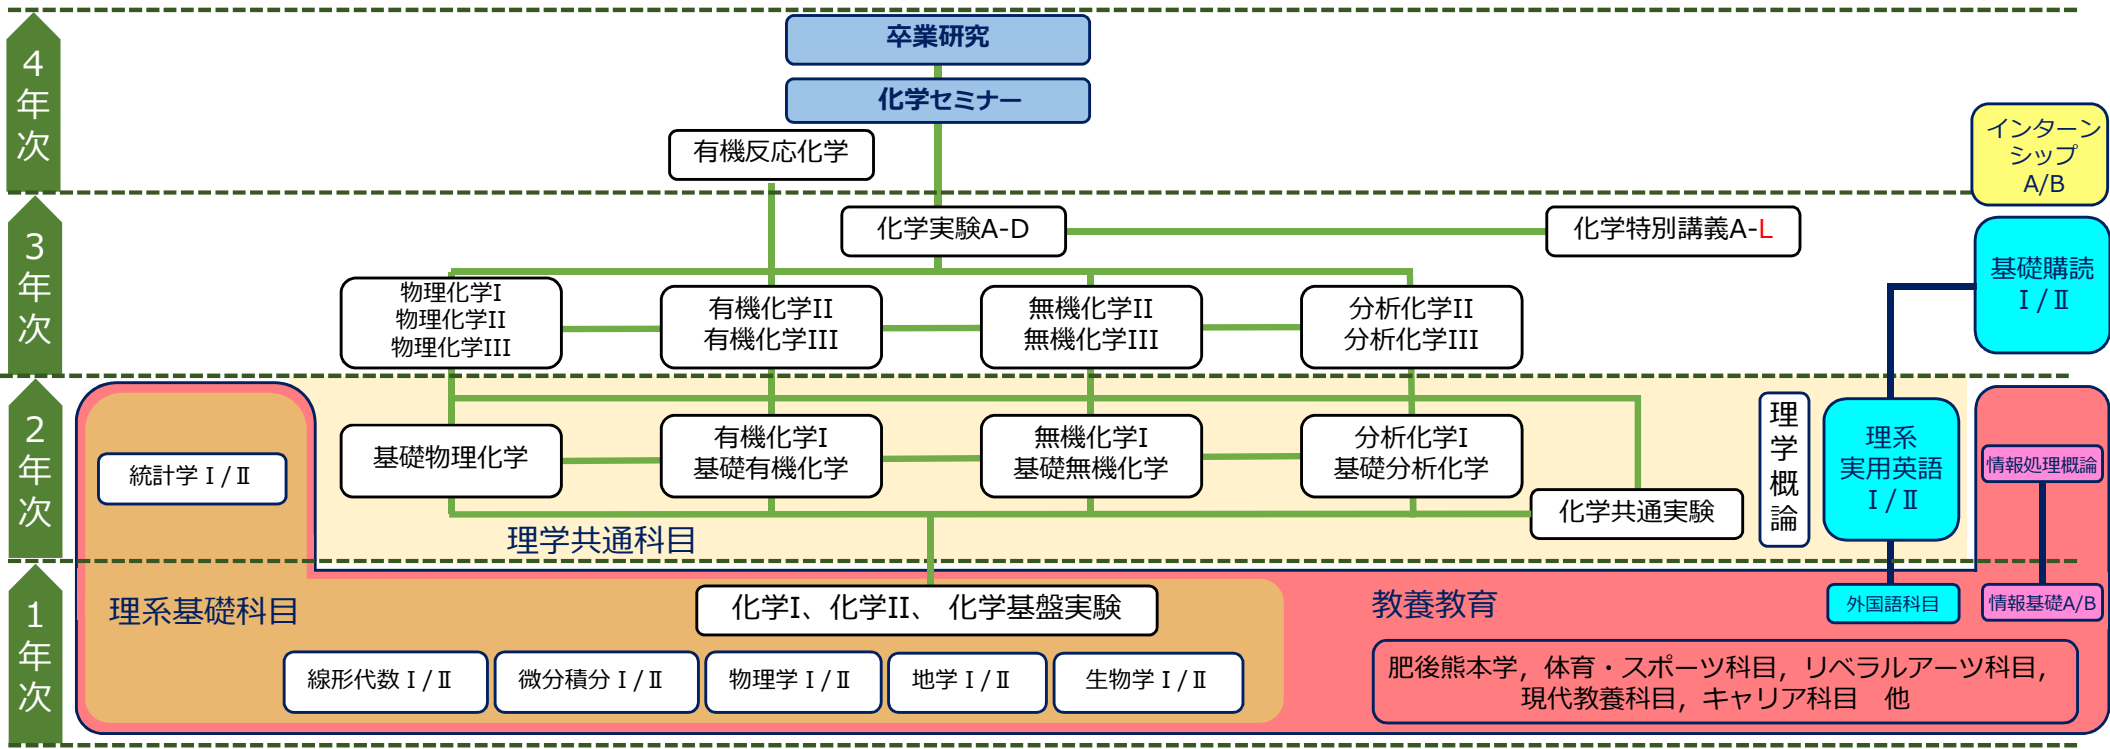 4年次
卒業研究
化学セミナー
有機反応化学
インターン
シップ
A/B
3年次
化学実験A-D
化学特別講義A-L
基礎購読
Ⅰ/Ⅱ
物理化学I
物理化学II
物理化学III
有機化学II
有機化学III
無機化学II
無機化学III
分析化学II
分析化学III
2年次
統計学Ⅰ/Ⅱ
基礎物理化学
有機化学I
基礎有機化学
無機化学I
基礎無機化学
分析化学I
基礎分析化学
化学共通実験
理学概論
理系
実用英語
Ⅰ/Ⅱ
情報処理概論
理学共通科目
1年次
理系基礎科目
化学I、化学II、 化学基盤実験
教養教育
外国語科目
情報基礎A/B
線形代数Ⅰ/Ⅱ
微分積分Ⅰ/Ⅱ
物理学Ⅰ/Ⅱ
地学Ⅰ/Ⅱ
生物学Ⅰ/Ⅱ
肥後熊本学, 体育・スポーツ科目, リベラルアーツ科目,
現代教養科目, キャリア科目 他